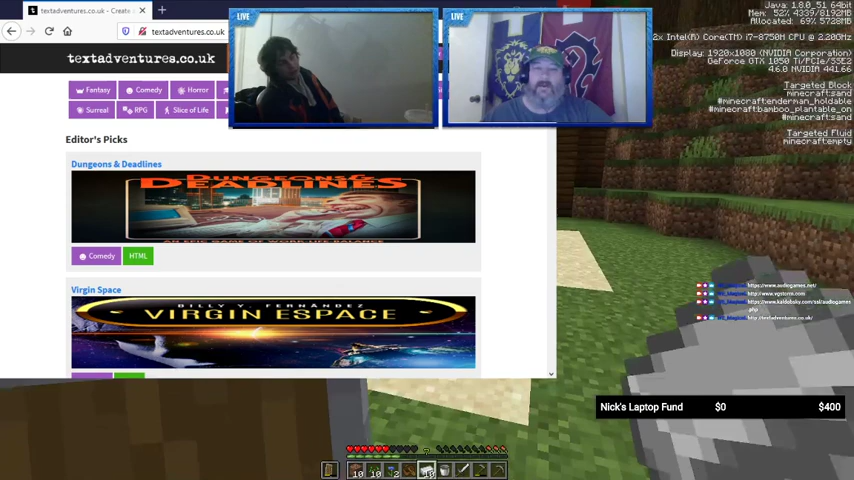 textadventures.co.uk - Create
textadventures.co.uk
textadventures.co.uk
Fantasy
Comedy
Horror
Surreal
RPG
Slice of Life
Editor's Picks
Dungeons & Deadlines
DUNGEONS &
DEADLINES
AN EPIC GAME OF WORK-LIFE BALANCE
Comedy
HTML
Virgin Space
BILLY Y. FERNÁNDEZ
VIRGIN ESPACE
LIVE
LIVE
Java: 1.8.0_51 64bit
Mem: 52% 4339/8192MB
Allocated: 69% 5728MB
Core(TM) i7-8750H CPU @ 2.20GHz
Display: 1920x1080 (NVIDIA Corporation)
GeForce GTX 1050 Ti/PCIe/SSE2
4.6.0 NVIDIA 441.66
Targeted Block
minecraft:sand
#minecraft:enderman_holdable
#minecraft:bamboo_plantable_on
#minecraft:sand
Targeted Fluid
minecraft:empty
https://www.audiogames.net/
http://www.vgstorm.com
php
http://textadventures.co.uk/
Nick's Laptop Fund $0 $400
10 10 2 10